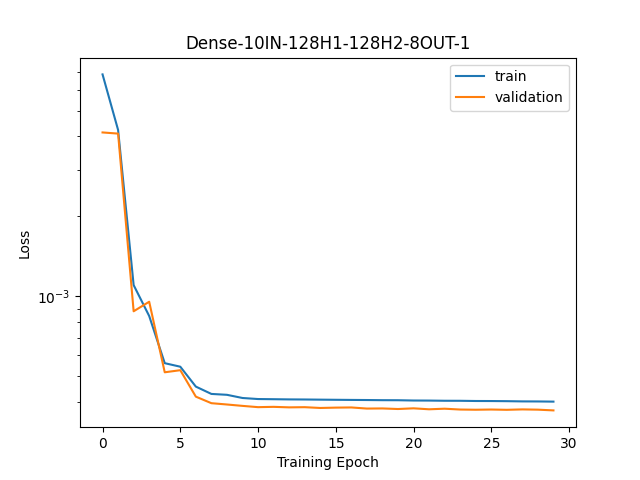 Dense-10IN-128H1-128H2-8OUT-1
train
validation
Loss
10⁻³
0 5 10 15 20 25 30
Training Epoch